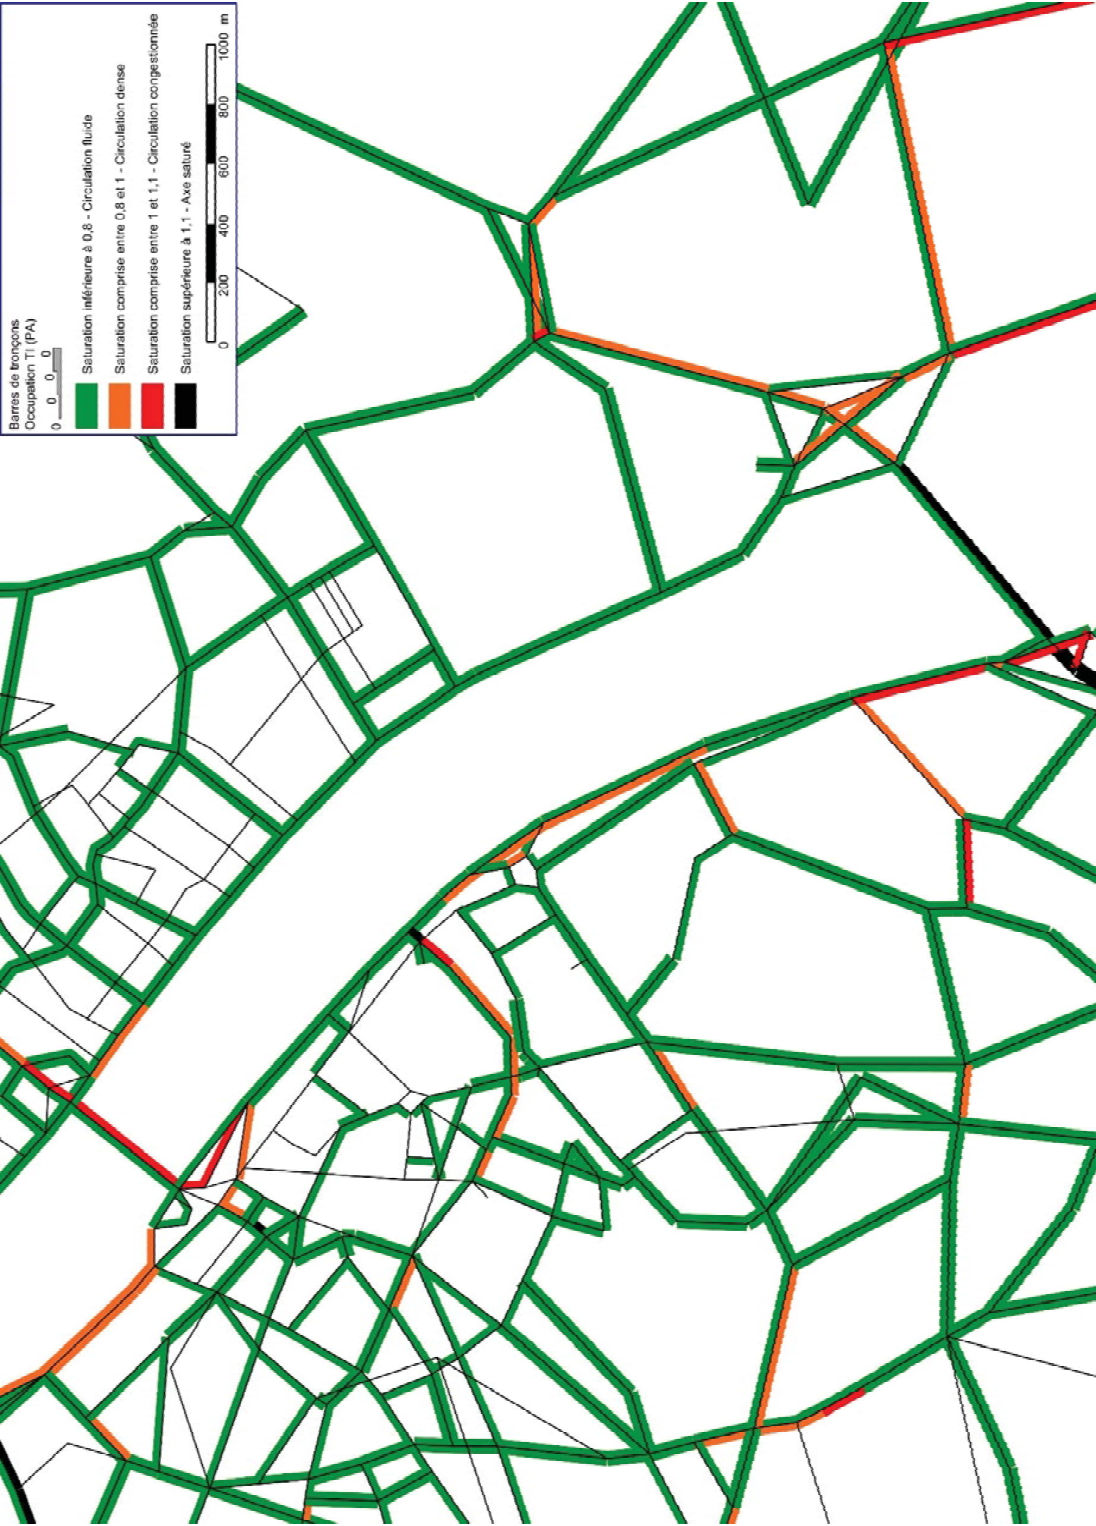 Barres de tronçons
Occupation TI (PA)
0 0 0
Saturation inférieure à 0,8 - Circulation fluide
Saturation comprise entre 0,8 et 1 - Circulation dense
Saturation comprise entre 1 et 1,1 - Circulation congestionnée
Saturation supérieure à 1,1 - Axe saturé
0 200 400 600 800 1000 m